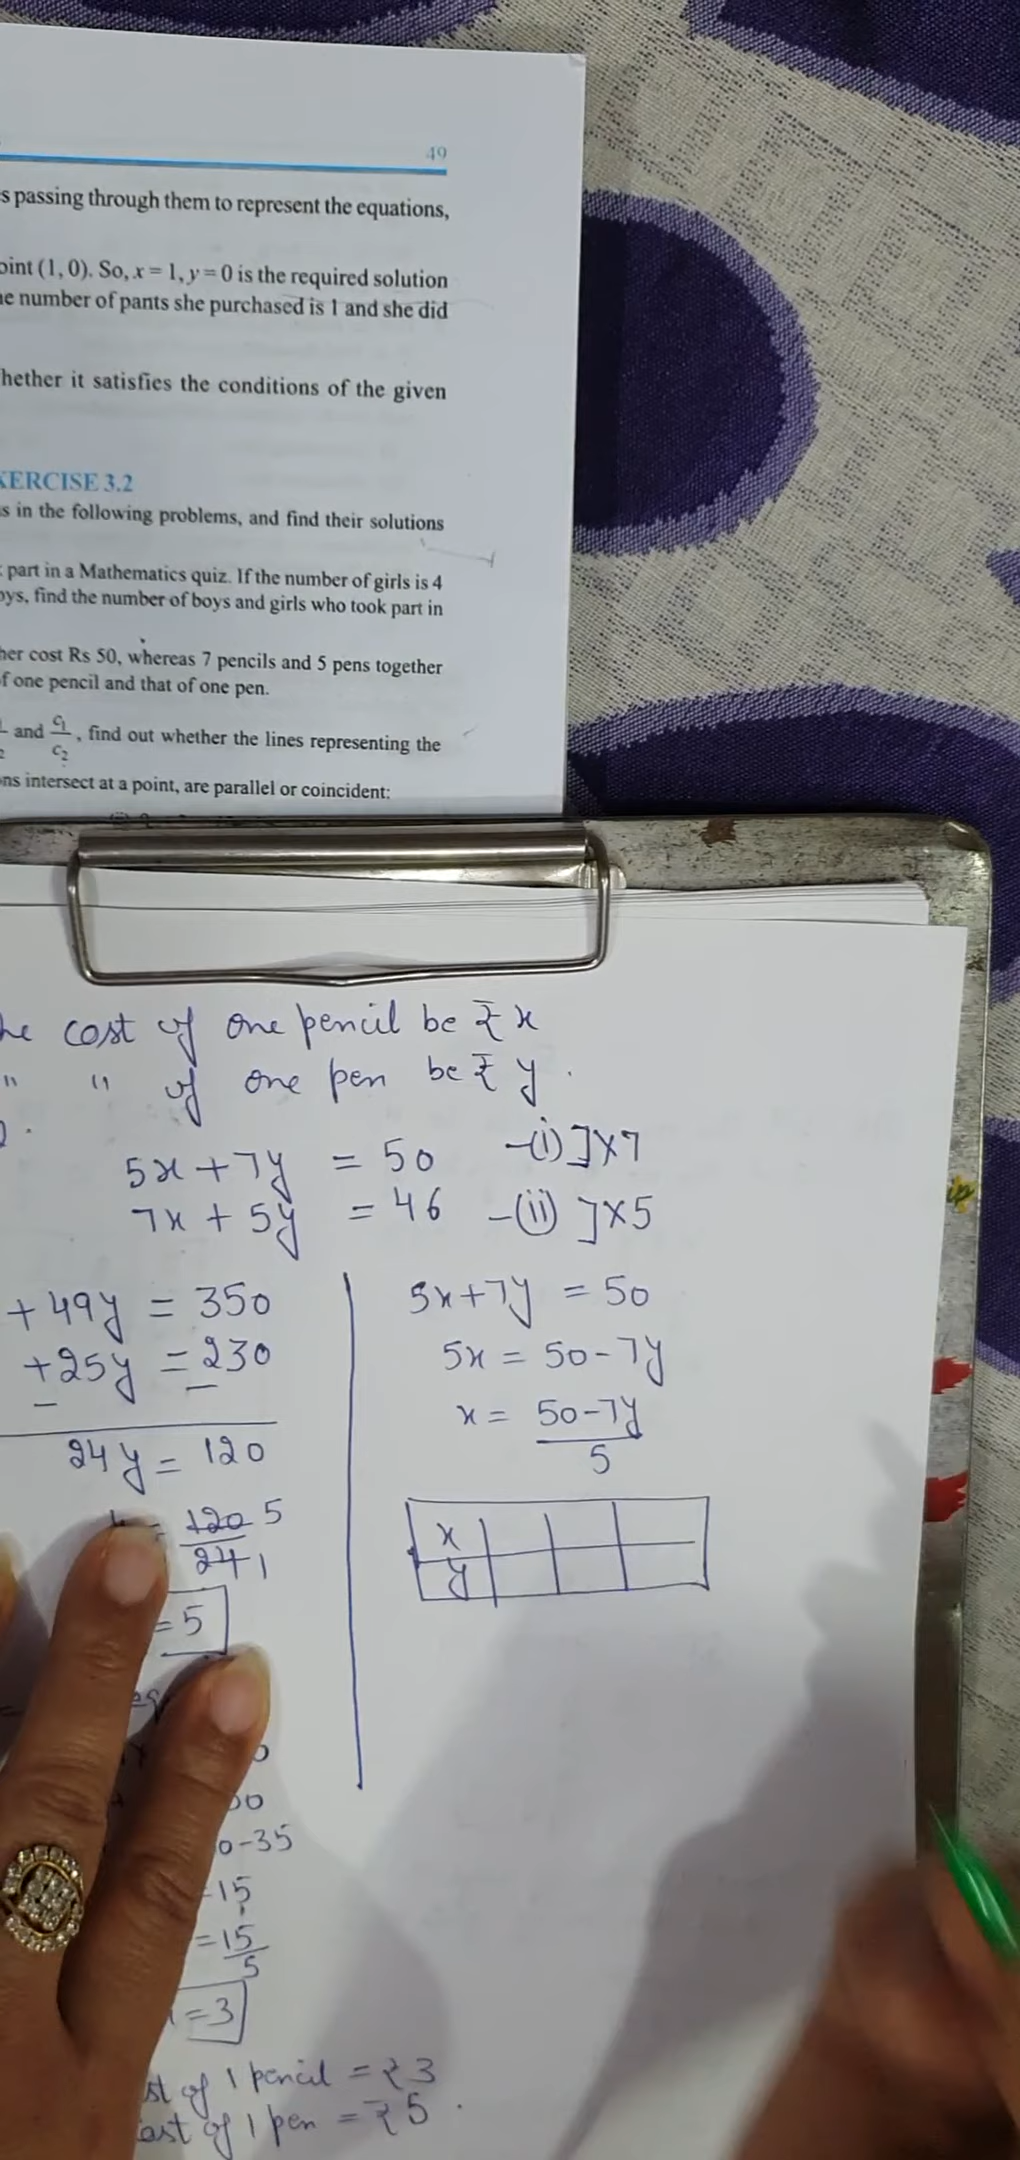 49
s passing through them to represent the equations,
oint (1, 0). So, x = 1, y = 0 is the required solution
e number of pants she purchased is 1 and she did
hether it satisfies the conditions of the given
XERCISE 3.2
s in the following problems, and find their solutions
part in a Mathematics quiz. If the number of girls is 4
oys, find the number of boys and girls who took part in
her cost Rs 50, whereas 7 pencils and 5 pens together
f one pencil and that of one pen.
and c₁/c₂, find out whether the lines representing the
ns intersect at a point, are parallel or coincident:
he cost of one pencil be ₹ x
" " of one pen be ₹ y.
5x + 7y = 50 -(i)]×7
7x + 5y = 46 -(ii)]×5
+ 49y = 350
+ 25y = 230
24y = 120
= 120/24 5 1
= 5
0-35
15
= 15/5
= 3
st of 1 pencil = ₹ 3
ost of 1 pen = ₹ 5.
5x + 7y = 50
5x = 50 - 7y
x = 50 - 7y / 5
x
y